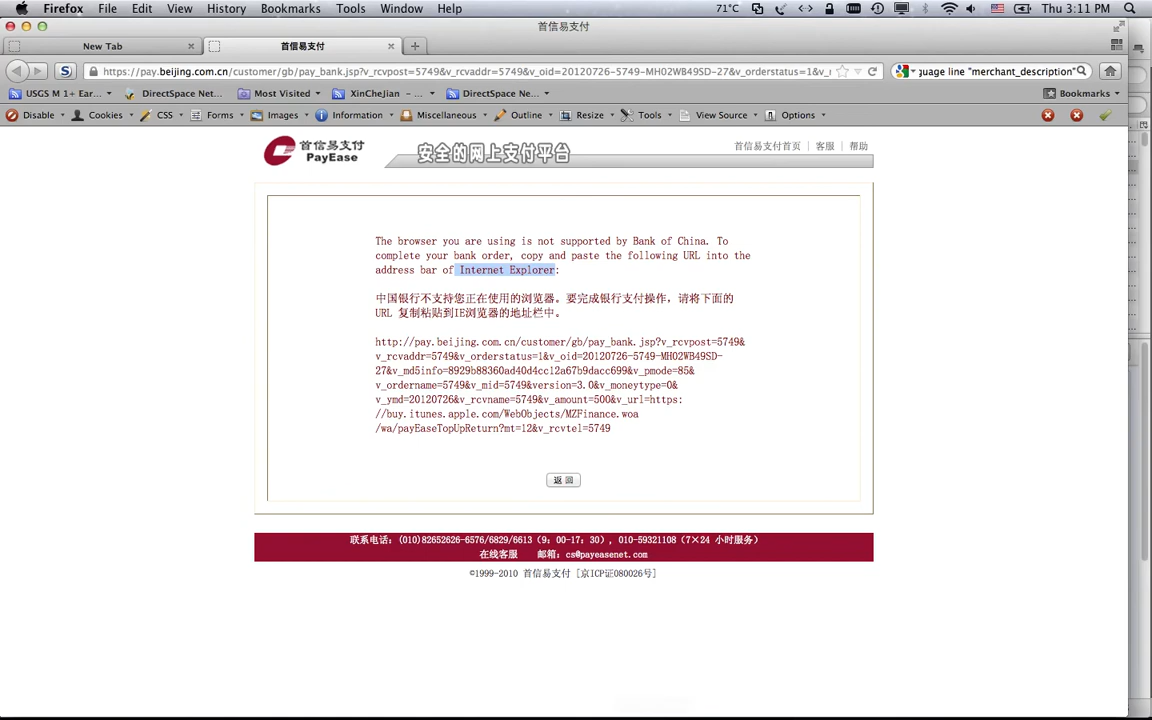 Firefox File Edit View History Bookmarks Tools Window Help 71°C Thu 3:11 PM
首信易支付
New Tab 首信易支付
https://pay.beijing.com.cn/customer/gb/pay_bank.jsp?v_rcvpost=5749&v_rcvaddr=5749&v_oid=20120726-5749-MH02WB49SD-27&v_orderstatus=1&v_r guage line "merchant_description"
USGS M 1+ Ear... DirectSpace Net... Most Visited XinCheJian - ... DirectSpace Ne... Bookmarks
Disable Cookies CSS Forms Images Information Miscellaneous Outline Resize Tools View Source Options
首信易支付
PayEase
安全的网上支付平台
首信易支付首页 | 客服 | 帮助
The browser you are using is not supported by Bank of China. To
complete your bank order, copy and paste the following URL into the
address bar of Internet Explorer:
中国银行不支持您正在使用的浏览器。要完成银行支付操作，请将下面的
URL 复制粘贴到IE浏览器的地址栏中。
http://pay.beijing.com.cn/customer/gb/pay_bank.jsp?v_rcvpost=5749&
v_rcvaddr=5749&v_orderstatus=1&v_oid=20120726-5749-MH02WB49SD-
27&v_md5info=8929b88360ad40d4cc12a67b9dacc699&v_pmode=85&
v_ordername=5749&v_mid=5749&version=3.0&v_moneytype=0&
v_ymd=20120726&v_rcvname=5749&v_amount=500&v_url=https:
//buy.itunes.apple.com/WebObjects/MZFinance.woa
/wa/payEaseTopUpReturn?mt=12&v_rcvtel=5749
返回
联系电话：(010)82652626-6576/6829/6613（9：00-17：30），010-59321108（7×24 小时服务）
在线客服 邮箱：cs@payeasenet.com
©1999-2010 首信易支付 [京ICP证080026号]